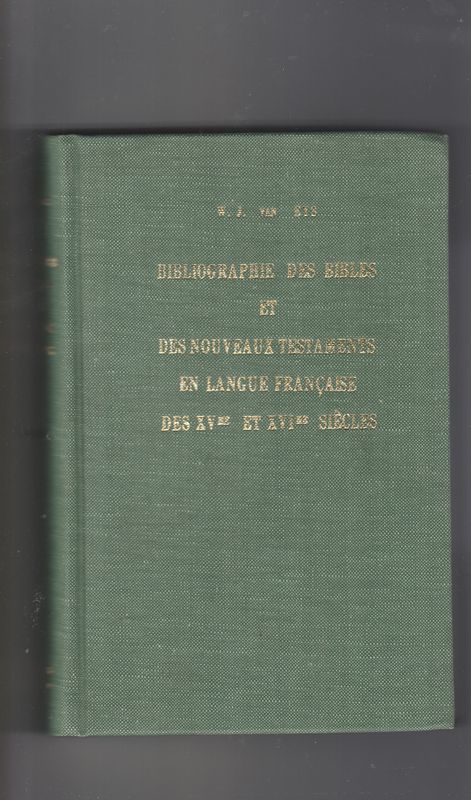 W. J. VAN EYS
BIBLIOGRAPHIE DES BIBLES
ET
DES NOUVEAUX TESTAMENTS
EN LANGUE FRANÇAISE
DES XVME ET XVIME SIÈCLES